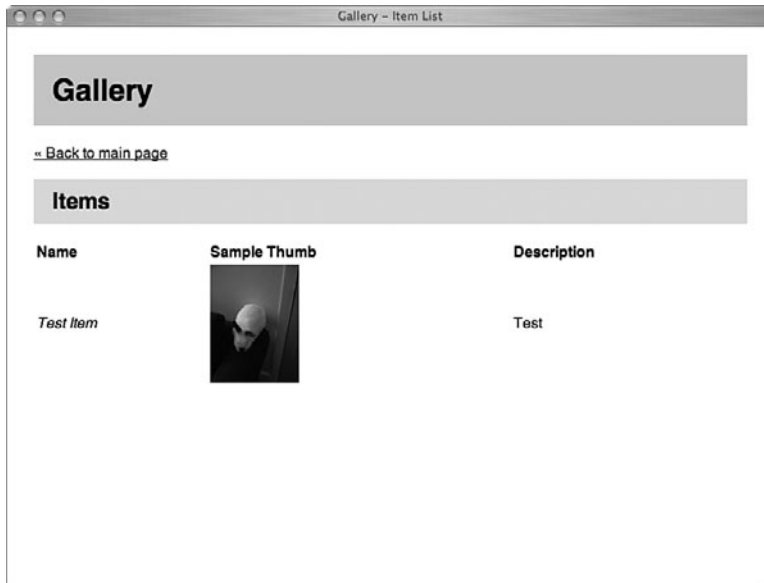 Gallery – Item List
Gallery
« Back to main page
Items
Name Sample Thumb Description
Test Item Test